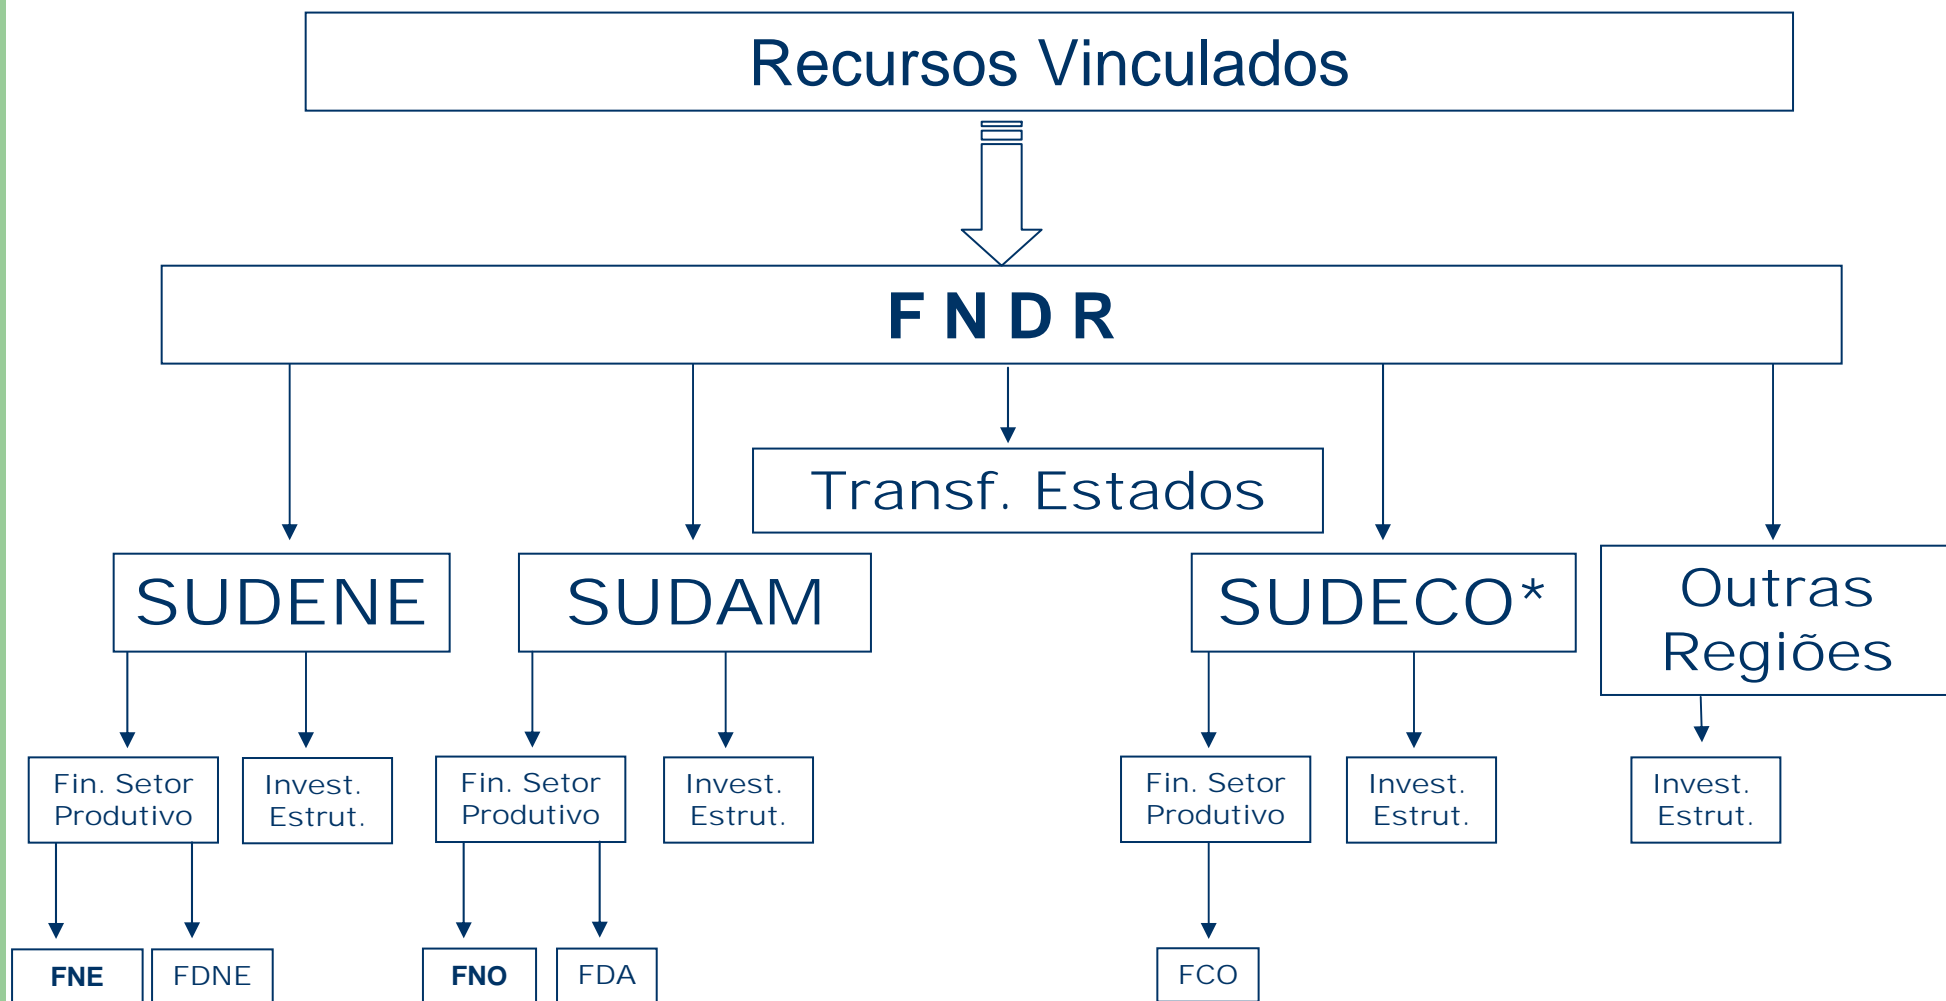 Recursos Vinculados
F N D R
Transf. Estados
SUDENE
SUDAM
SUDECO*
Outras
Regiões
Fin. Setor
Produtivo
Invest.
Estrut.
Fin. Setor
Produtivo
Invest.
Estrut.
Fin. Setor
Produtivo
Invest.
Estrut.
Invest.
Estrut.
FNE
FDNE
FNO
FDA
FCO